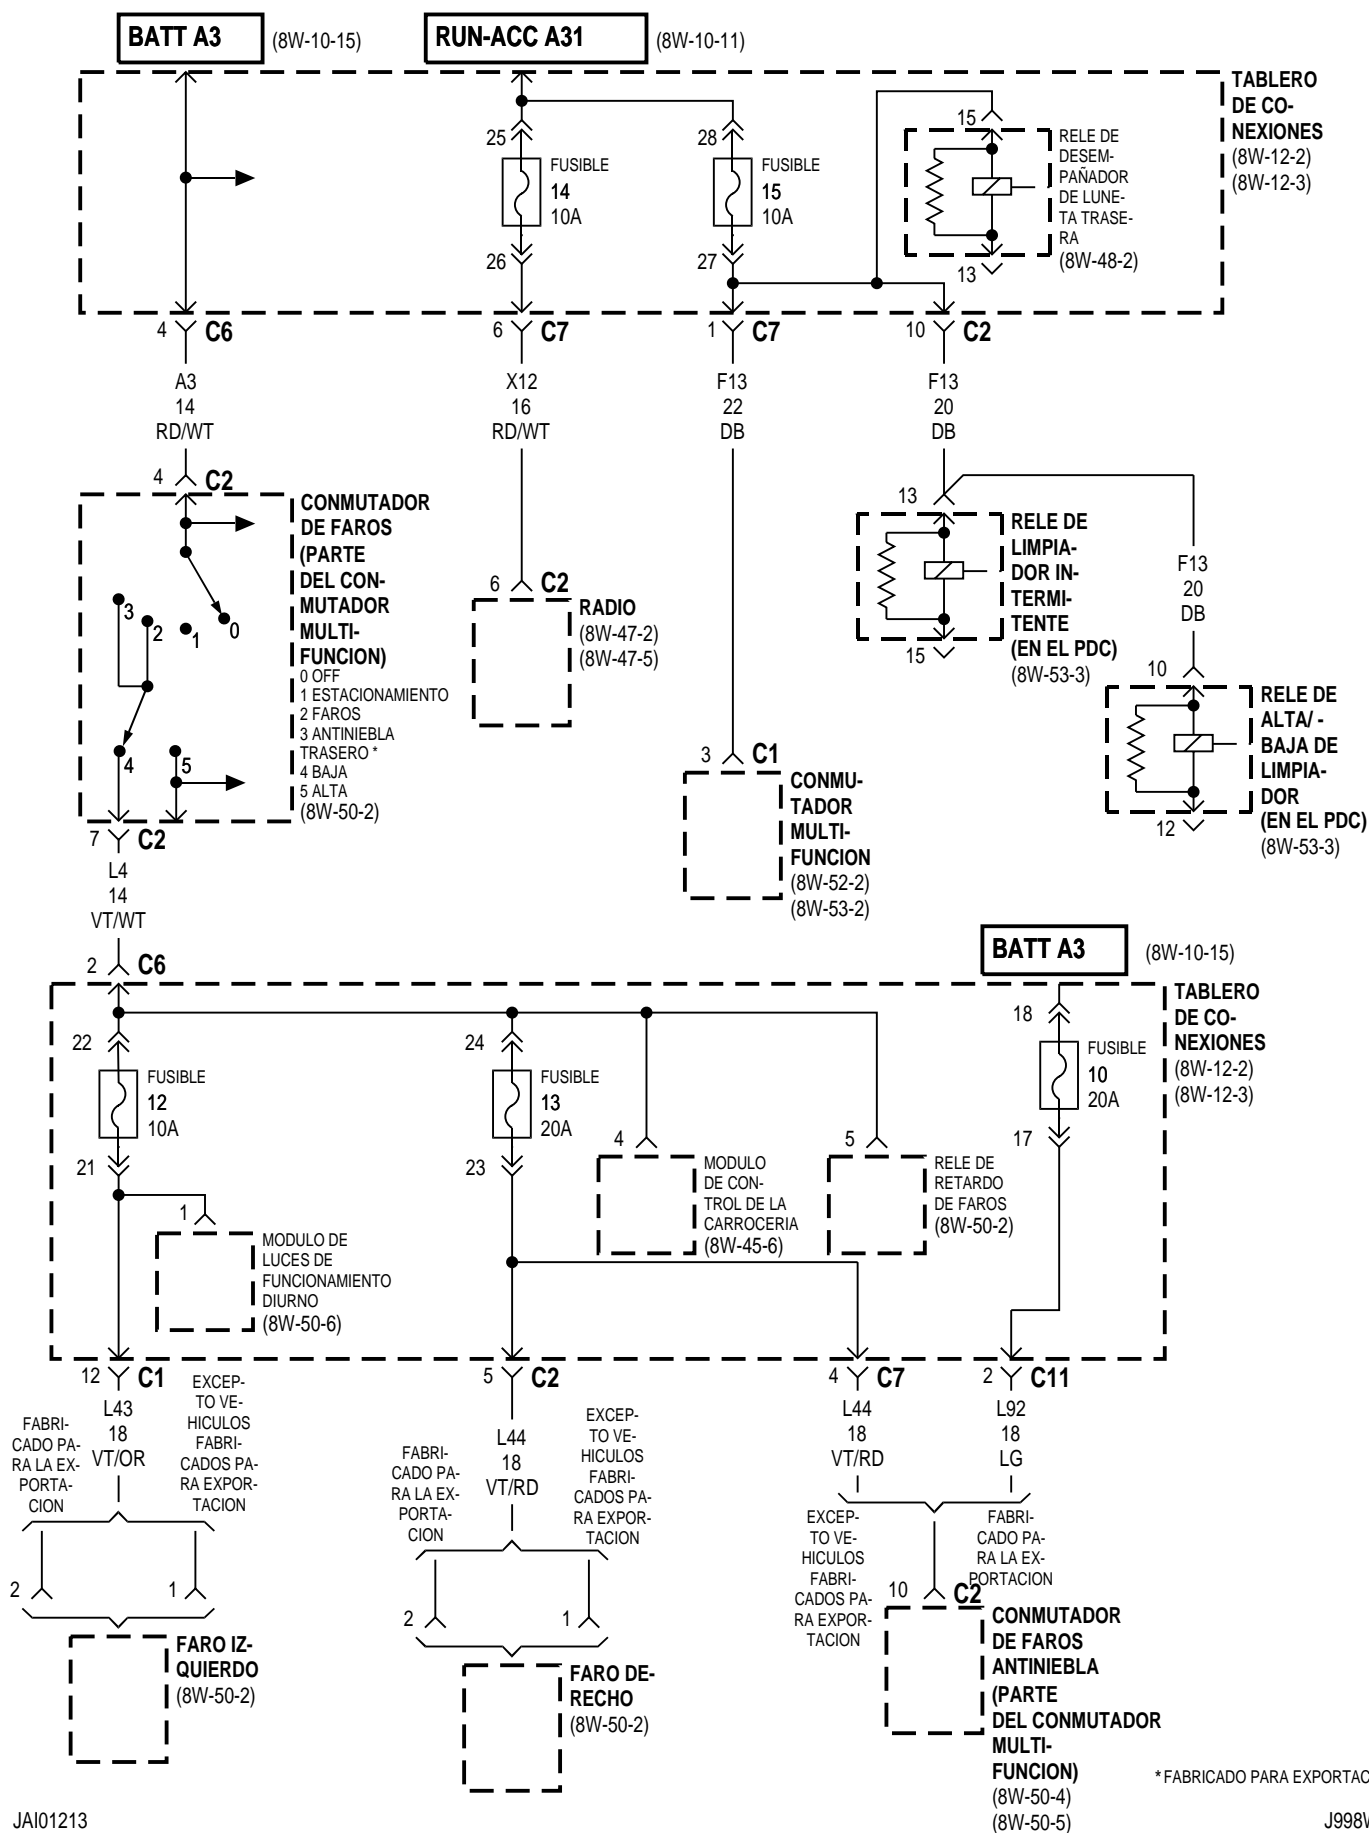 BATT A3
(8W-10-15)
RUN-ACC A31
(8W-10-11)
TABLERO
DE CO-
NEXIONES
(8W-12-2)
(8W-12-3)
25
FUSIBLE
14
10A
26
28
FUSIBLE
15
10A
27
15
RELE DE
DESEM-
PAÑADOR
DE LUNE-
TA TRASE-
RA
(8W-48-2)
13
4 C6
6 C7
1 C7
10 C2
A3
14
RD/WT
X12
16
RD/WT
F13
22
DB
F13
20
DB
4 C2
CONMUTADOR
DE FAROS
(PARTE
DEL CON-
MUTADOR
MULTI-
FUNCION)
0 OFF
1 ESTACIONAMIENTO
2 FAROS
3 ANTINIEBLA
TRASERO *
4 BAJA
5 ALTA
(8W-50-2)
3
2
1
0
4
5
7 C2
L4
14
VT/WT
6 C2
RADIO
(8W-47-2)
(8W-47-5)
3 C1
CONMU-
TADOR
MULTI-
FUNCION
(8W-52-2)
(8W-53-2)
13
RELE DE
LIMPIA-
DOR IN-
TERMI-
TENTE
(EN EL PDC)
(8W-53-3)
15
F13
20
DB
10
RELE DE
ALTA/ -
BAJA DE
LIMPIA-
DOR
(EN EL PDC)
(8W-53-3)
12
2 C6
BATT A3
(8W-10-15)
TABLERO
DE CO-
NEXIONES
(8W-12-2)
(8W-12-3)
22
FUSIBLE
12
10A
21
24
FUSIBLE
13
20A
23
18
FUSIBLE
10
20A
17
1
MODULO DE
LUCES DE
FUNCIONAMIENTO
DIURNO
(8W-50-6)
4
MODULO
DE CON-
TROL DE LA
CARROCERIA
(8W-45-6)
5
RELE DE
RETARDO
DE FAROS
(8W-50-2)
12 C1
5 C2
4 C7
2 C11
L43
18
VT/OR
FABRI-
CADO PA-
RA LA EX-
PORTA-
CION
EXCEP-
TO VE-
HICULOS
FABRI-
CADOS PA-
RA EXPOR-
TACION
2
1
FARO IZ-
QUIERDO
(8W-50-2)
L44
18
VT/RD
FABRI-
CADO PA-
RA LA EX-
PORTA-
CION
EXCEP-
TO VE-
HICULOS
FABRI-
CADOS PA-
RA EXPOR-
TACION
2
1
FARO DE-
RECHO
(8W-50-2)
L44
18
VT/RD
L92
18
LG
EXCEP-
TO VE-
HICULOS
FABRI-
CADOS PA-
RA EXPOR-
TACION
FABRI-
CADO PA-
RA LA EX-
PORTACION
10 C2
CONMUTADOR
DE FAROS
ANTINIEBLA
(PARTE
DEL CONMUTADOR
MULTI-
FUNCION)
(8W-50-4)
(8W-50-5)
* FABRICADO PARA EXPORTAC
JAI01213
J998W